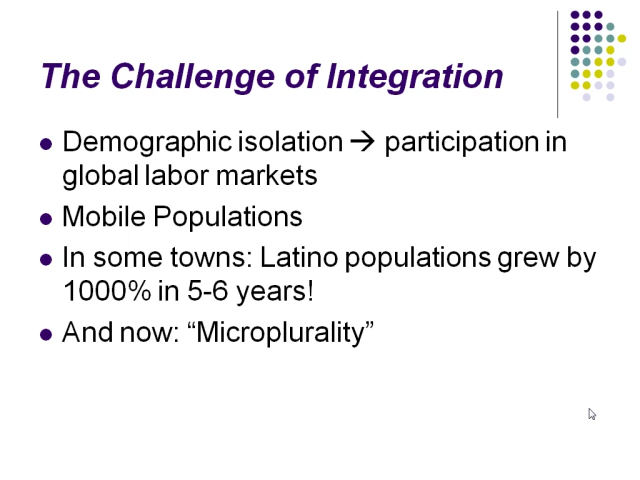 The Challenge of Integration
Demographic isolation → participation in
global labor markets
Mobile Populations
In some towns: Latino populations grew by
1000% in 5-6 years!
And now: “Microplurality”